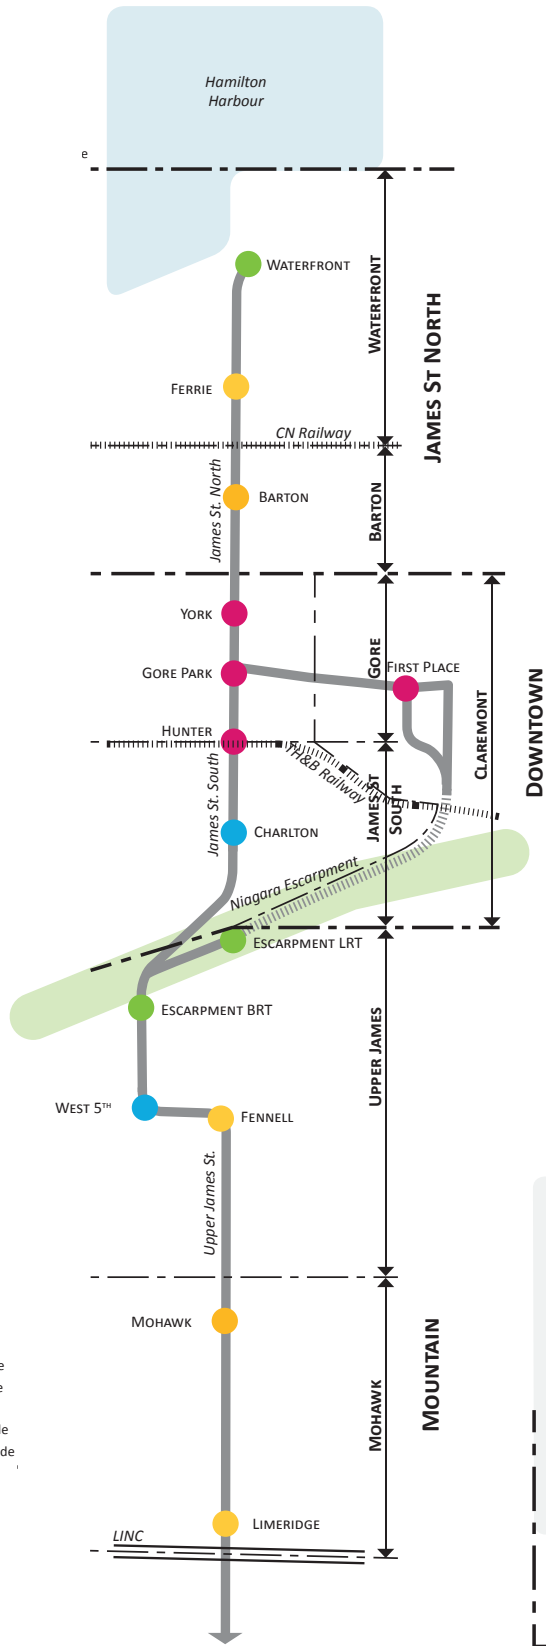 Hamilton
Harbour
e
WATERFRONT
WATERFRONT
JAMES ST NORTH
FERRIE
CN Railway
James St. North
BARTON
BARTON
YORK
GORE PARK
GORE
FIRST PLACE
HUNTER
TH&B Railway
CLAREMONT
DOWNTOWN
James St. South
JAMES ST
SOUTH
CHARLTON
Niagara Escarpment
ESCARPMENT LRT
ESCARPMENT BRT
UPPER JAMES
WEST 5TH
FENNELL
Upper James St.
MOHAWK
MOUNTAIN
MOHAWK
e
e
le
de
LIMERIDGE
LINC